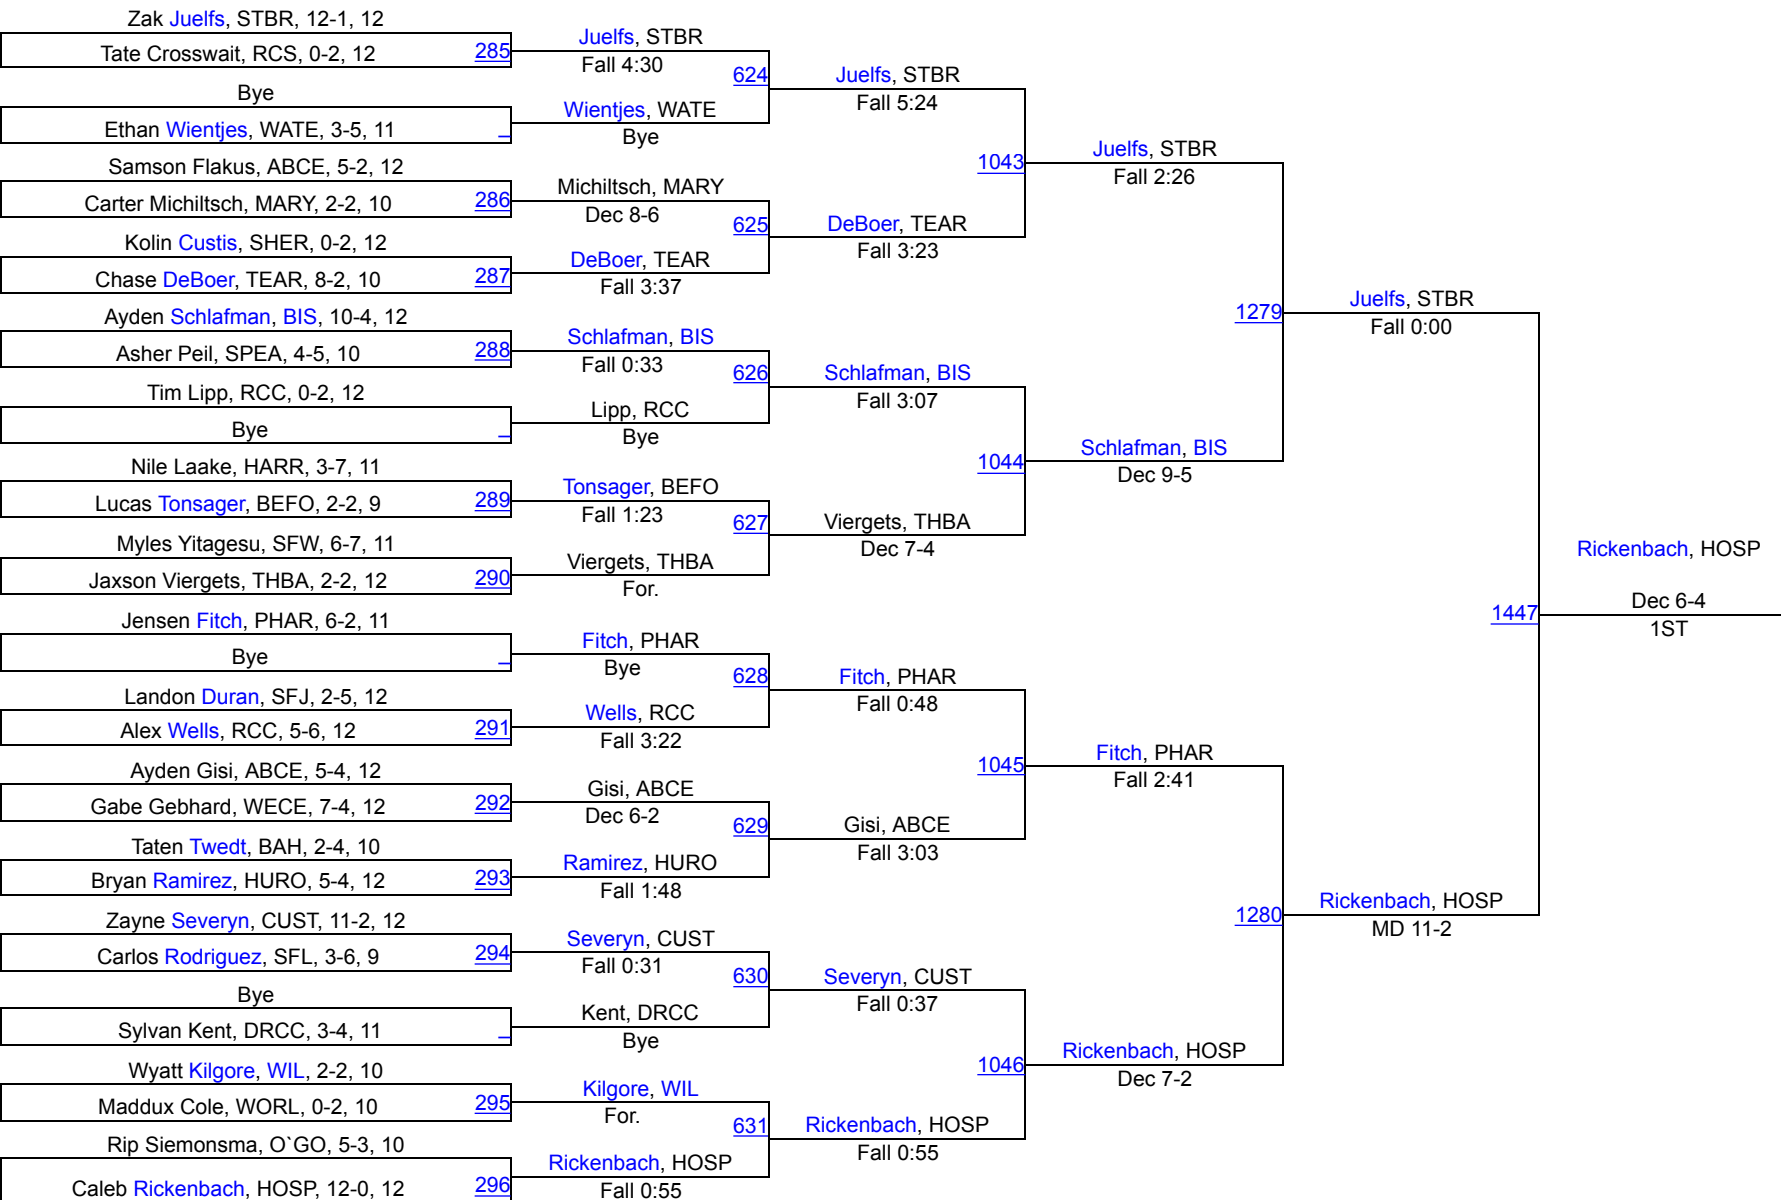 Zak Juelfs, STBR, 12-1, 12
Tate Crosswait, RCS, 0-2, 12
285
Bye
Ethan Wientjes, WATE, 3-5, 11
Samson Flakus, ABCE, 5-2, 12
Carter Michiltsch, MARY, 2-2, 10
286
Kolin Custis, SHER, 0-2, 12
Chase DeBoer, TEAR, 8-2, 10
287
Ayden Schlafman, BIS, 10-4, 12
Asher Peil, SPEA, 4-5, 10
288
Tim Lipp, RCC, 0-2, 12
Bye
Nile Laake, HARR, 3-7, 11
Lucas Tonsager, BEFO, 2-2, 9
289
Myles Yitagesu, SFW, 6-7, 11
Jaxson Viergets, THBA, 2-2, 12
290
Jensen Fitch, PHAR, 6-2, 11
Bye
Landon Duran, SFJ, 2-5, 12
Alex Wells, RCC, 5-6, 12
291
Ayden Gisi, ABCE, 5-4, 12
Gabe Gebhard, WECE, 7-4, 12
292
Taten Twedt, BAH, 2-4, 10
Bryan Ramirez, HURO, 5-4, 12
293
Zayne Severyn, CUST, 11-2, 12
Carlos Rodriguez, SFL, 3-6, 9
294
Bye
Sylvan Kent, DRCC, 3-4, 11
Wyatt Kilgore, WIL, 2-2, 10
Maddux Cole, WORL, 0-2, 10
295
Rip Siemonsma, O`GO, 5-3, 10
Caleb Rickenbach, HOSP, 12-0, 12
296
Juelfs, STBR
Fall 4:30
624
Wientjes, WATE
Bye
Michiltsch, MARY
Dec 8-6
625
DeBoer, TEAR
Fall 3:37
Schlafman, BIS
Fall 0:33
626
Lipp, RCC
Bye
Tonsager, BEFO
Fall 1:23
627
Viergets, THBA
For.
Fitch, PHAR
Bye
628
Wells, RCC
Fall 3:22
Gisi, ABCE
Dec 6-2
629
Ramirez, HURO
Fall 1:48
Severyn, CUST
Fall 0:31
630
Kent, DRCC
Bye
Kilgore, WIL
For.
631
Rickenbach, HOSP
Fall 0:55
Juelfs, STBR
Fall 5:24
1043
DeBoer, TEAR
Fall 3:23
Schlafman, BIS
Fall 3:07
1044
Viergets, THBA
Dec 7-4
Fitch, PHAR
Fall 0:48
1045
Gisi, ABCE
Fall 3:03
Severyn, CUST
Fall 0:37
1046
Rickenbach, HOSP
Fall 0:55
Juelfs, STBR
Fall 2:26
1279
Schlafman, BIS
Dec 9-5
Fitch, PHAR
Fall 2:41
1280
Rickenbach, HOSP
Dec 7-2
Juelfs, STBR
Fall 0:00
1447
Rickenbach, HOSP
MD 11-2
Rickenbach, HOSP
Dec 6-4
1ST